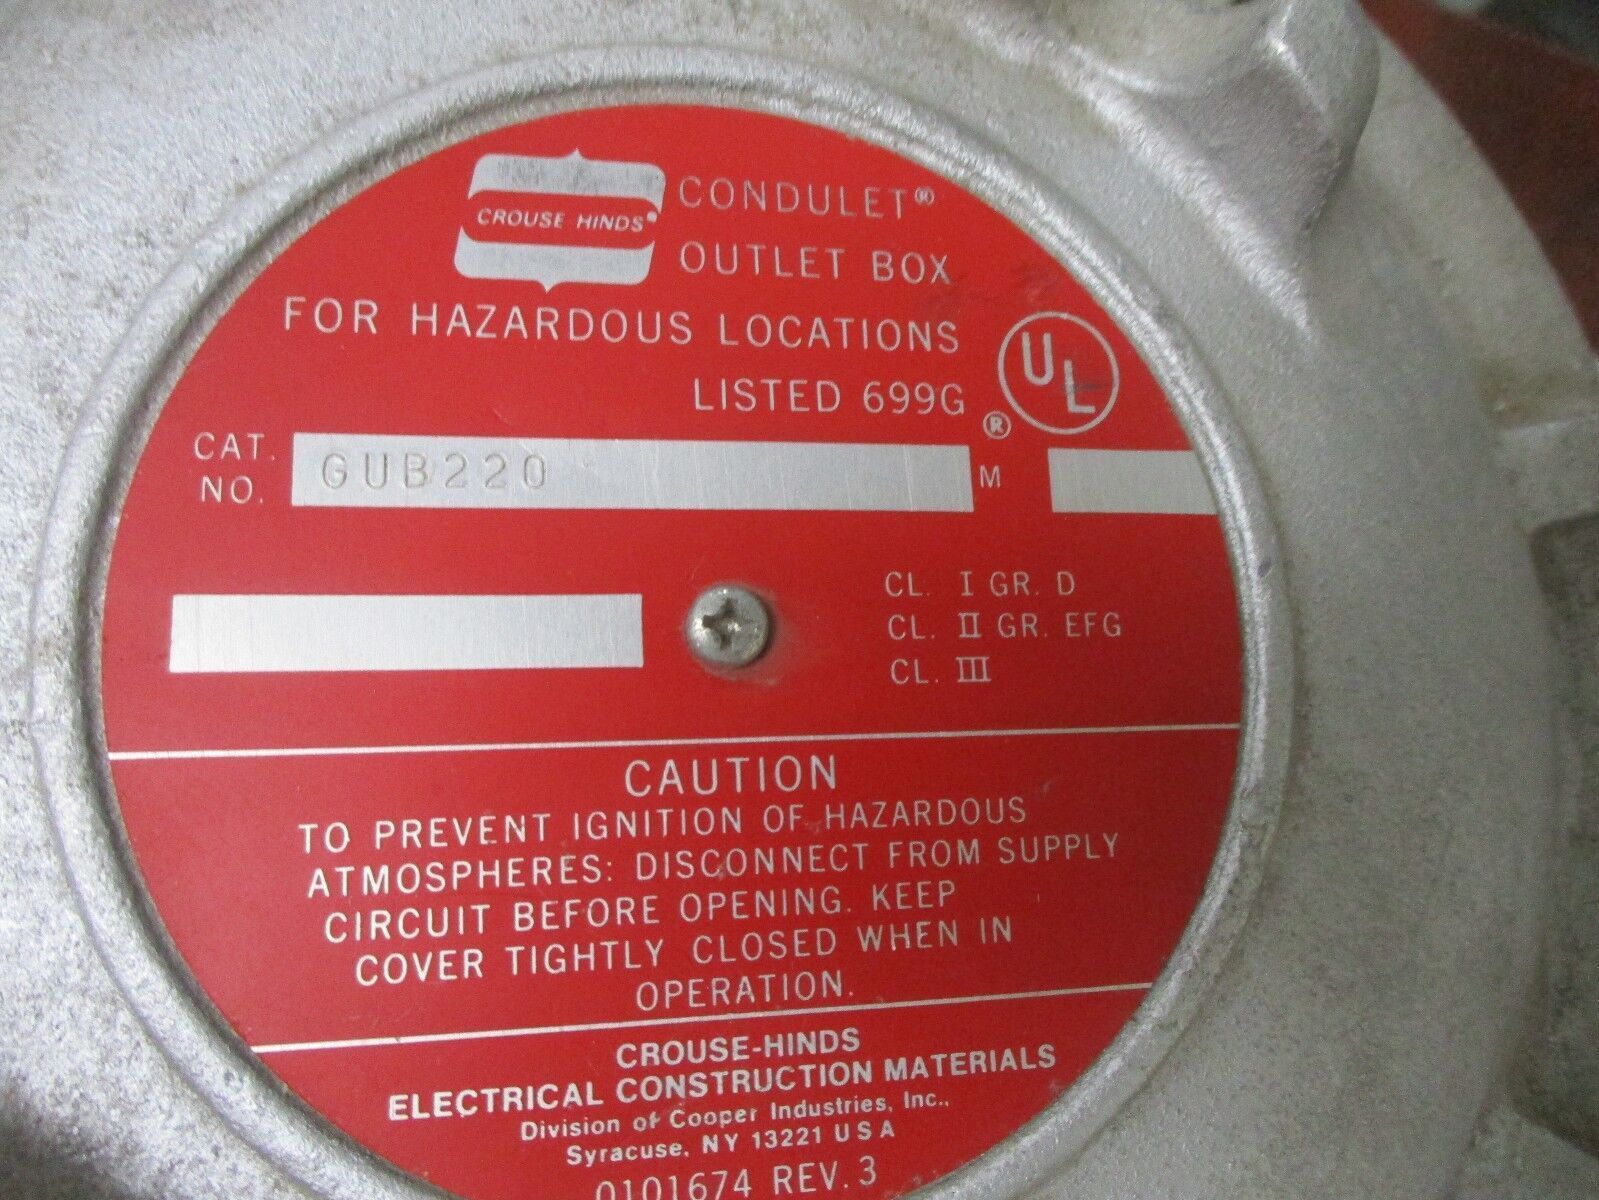 CROUSE HINDS®
CONDULET®
OUTLET BOX
FOR HAZARDOUS LOCATIONS
LISTED 699G
UL
®
CAT. NO. GUB220 M
CL. I GR. D
CL. II GR. EFG
CL. III
CAUTION
TO PREVENT IGNITION OF HAZARDOUS
ATMOSPHERES: DISCONNECT FROM SUPPLY
CIRCUIT BEFORE OPENING. KEEP
COVER TIGHTLY CLOSED WHEN IN
OPERATION.
CROUSE-HINDS
ELECTRICAL CONSTRUCTION MATERIALS
Division of Cooper Industries, Inc.,
Syracuse, NY 13221 USA
0101674 REV. 3